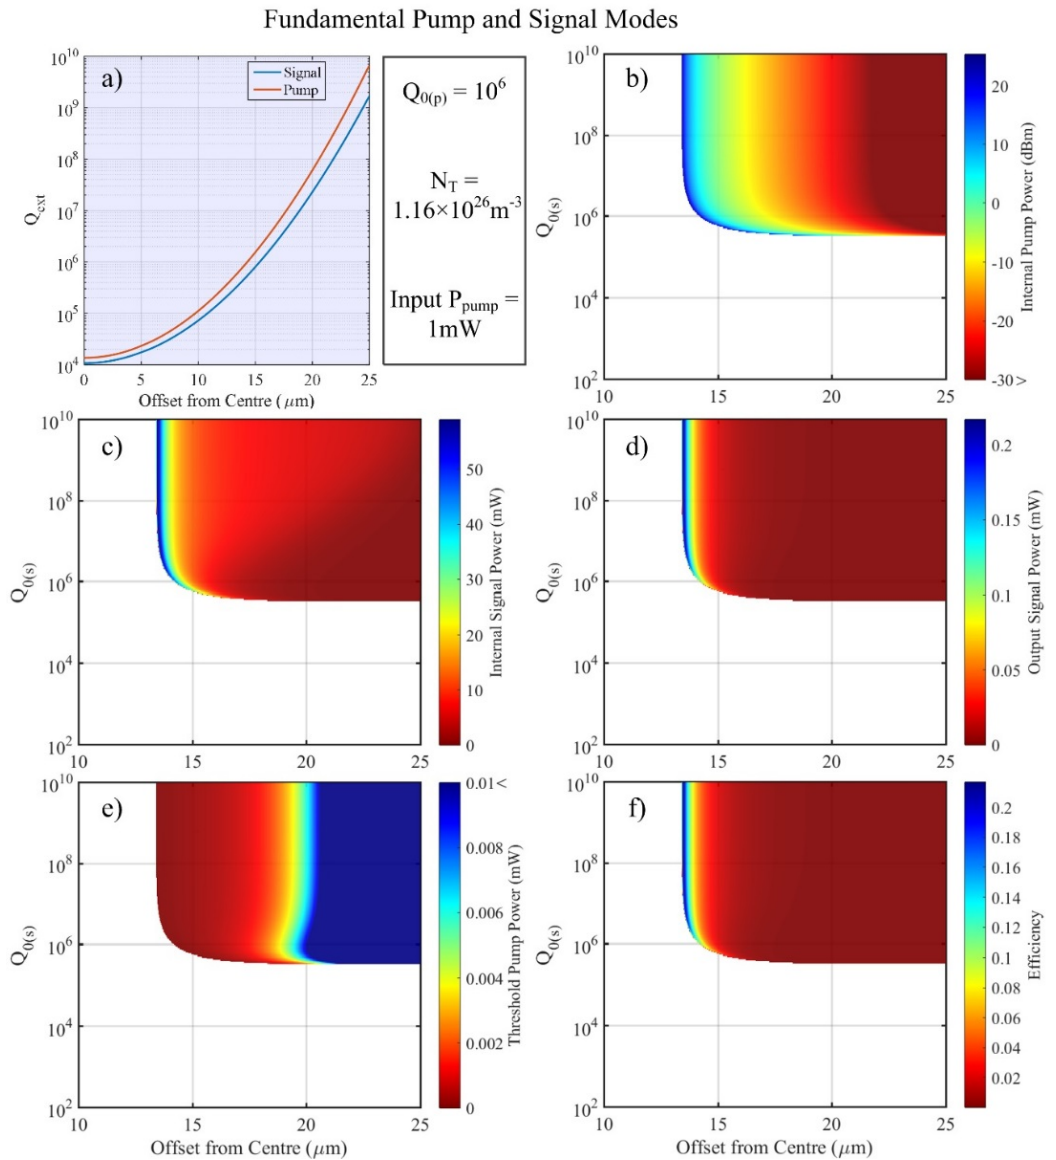 Fundamental Pump and Signal Modes
a)
Signal
Pump
10^10
10^9
10^8
10^7
10^6
10^5
10^4
Q_ext
0 5 10 15 20 25
Offset from Centre (μm)
Q_0(p) = 10^6
N_T =
1.16×10^26m^-3
Input P_pump =
1mW
b)
10^10
10^8
10^6
10^4
10^2
Q_0(s)
10 15 20 25
20
10
0
-10
-20
-30>
Internal Pump Power (dBm)
c)
10^10
10^8
10^6
10^4
10^2
Q_0(s)
10 15 20 25
50
40
30
20
10
0
Internal Signal Power (mW)
d)
10^10
10^8
10^6
10^4
10^2
Q_0(s)
10 15 20 25
0.2
0.15
0.1
0.05
0
Output Signal Power (mW)
e)
10^10
10^8
10^6
10^4
10^2
Q_0(s)
10 15 20 25
Offset from Centre (μm)
0.01<
0.008
0.006
0.004
0.002
0
Threshold Pump Power (mW)
f)
10^10
10^8
10^6
10^4
10^2
Q_0(s)
10 15 20 25
Offset from Centre (μm)
0.2
0.18
0.16
0.14
0.12
0.1
0.08
0.06
0.04
0.02
Efficiency